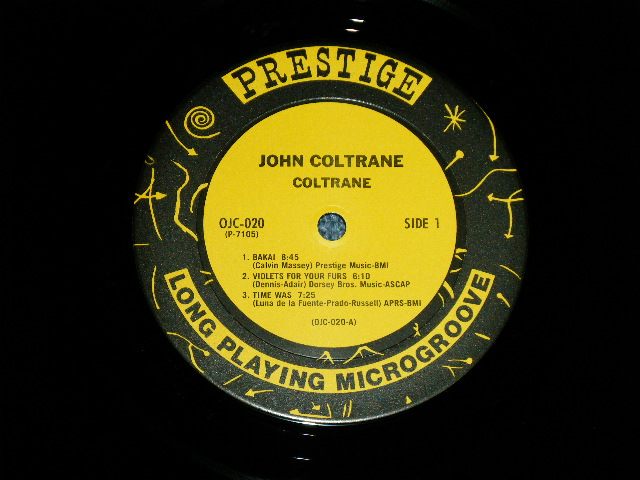 PRESTIGE
JOHN COLTRANE
COLTRANE
OJC-020
(P-7105)
SIDE 1
1. BAKAI 8:45
(Calvin Massey) Prestige Music-BMI
2. VIOLETS FOR YOUR FURS 6:10
(Dennis-Adair) Dorsey Bros. Music-ASCAP
3. TIME WAS 7:25
(Luna de la Fuente-Prado-Russell) APRS-BMI
(OJC-020-A)
LONG PLAYING MICROGROOVE